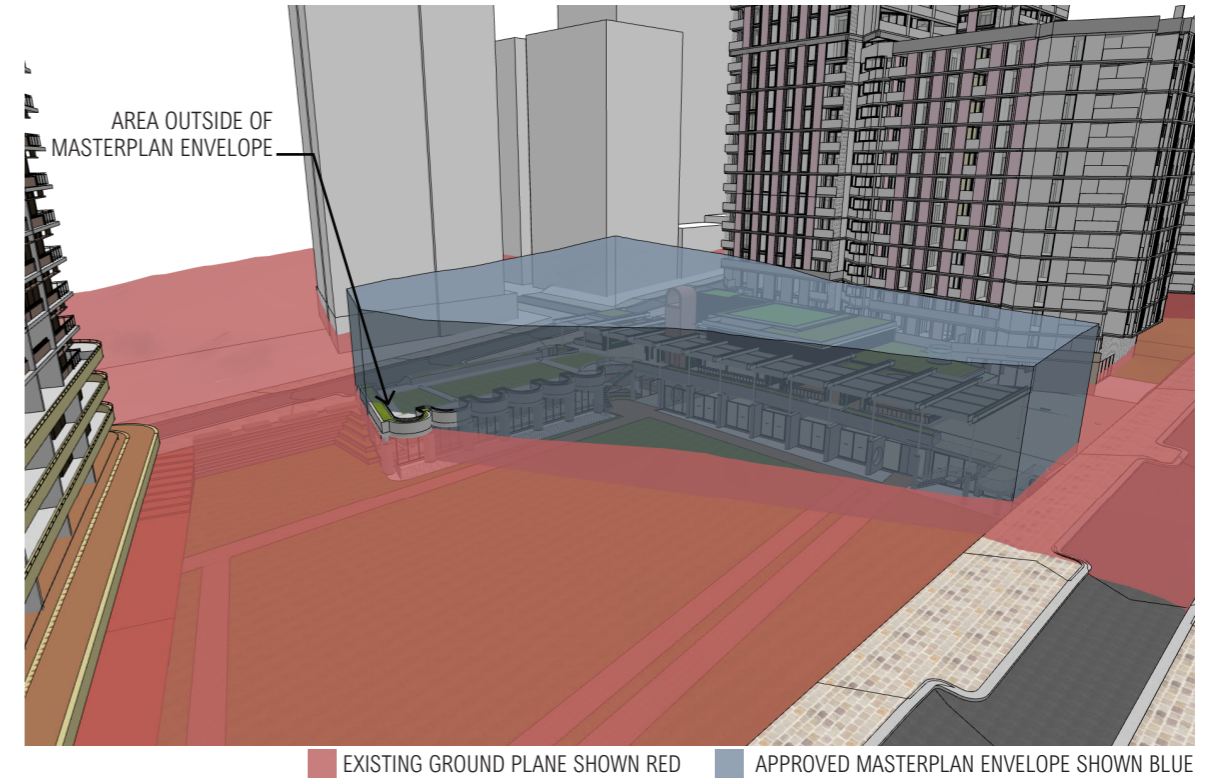 AREA OUTSIDE OF
MASTERPLAN ENVELOPE
EXISTING GROUND PLANE SHOWN RED
APPROVED MASTERPLAN ENVELOPE SHOWN BLUE